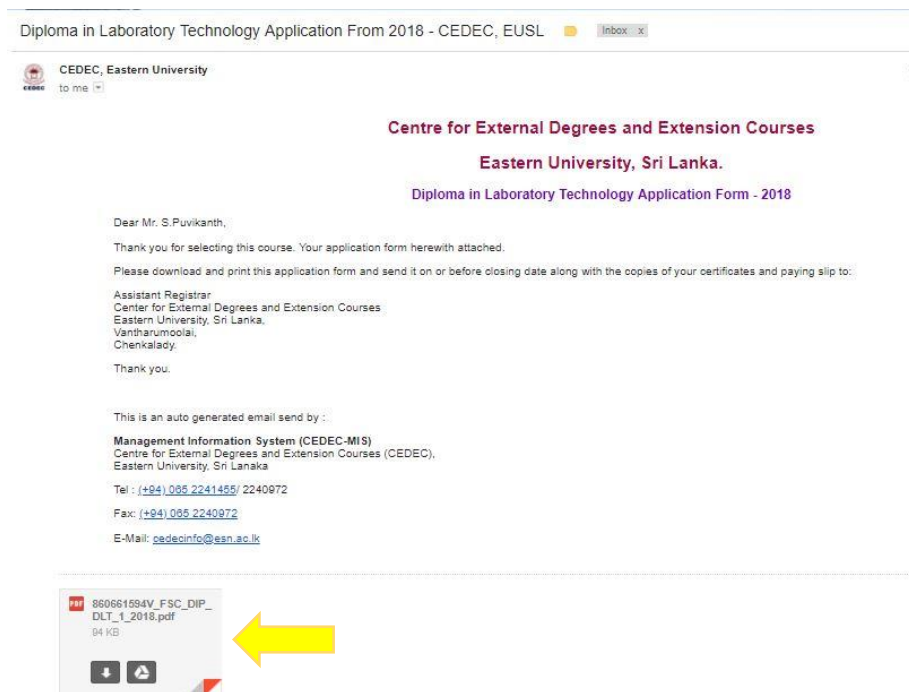 Diploma in Laboratory Technology Application From 2018 - CEDEC, EUSL Inbox x
CEDEC
CEDEC, Eastern University
to me
Centre for External Degrees and Extension Courses
Eastern University, Sri Lanka.
Diploma in Laboratory Technology Application Form - 2018
Dear Mr. S.Puvikanth,
Thank you for selecting this course. Your application form herewith attached.
Please download and print this application form and send it on or before closing date along with the copies of your certificates and paying slip to:
Assistant Registrar
Center for External Degrees and Extension Courses
Eastern University, Sri Lanka,
Vantharumoolai,
Chenkalady.
Thank you.
This is an auto generated email send by :
Management Information System (CEDEC-MIS)
Centre for External Degrees and Extension Courses (CEDEC),
Eastern University, Sri Lanaka
Tel : (+94) 065 2241455/ 2240972
Fax: (+94) 065 2240972
E-Mail: cedecinfo@esn.ac.lk
PDF 860661594V_FSC_DIP_
DLT_1_2018.pdf
94 KB